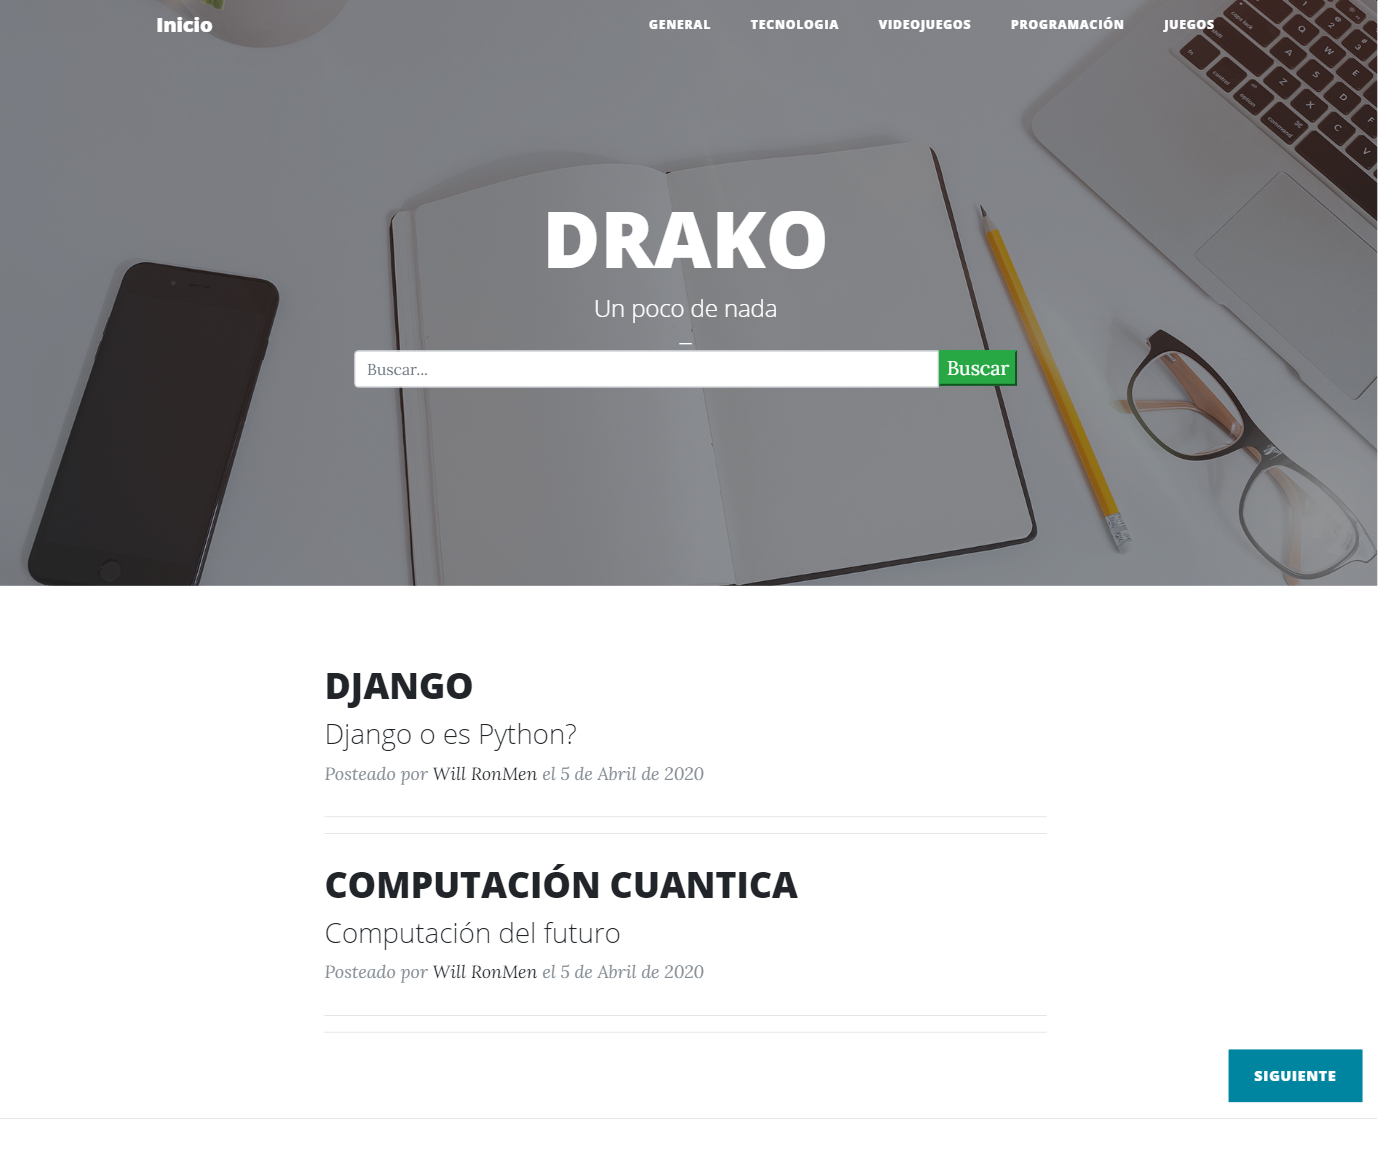 Inicio
GENERAL TECNOLOGIA VIDEOJUEGOS PROGRAMACIÓN JUEGOS
DRAKO
Un poco de nada
_
Buscar... Buscar
DJANGO
Django o es Python?
Posteado por Will RonMen el 5 de Abril de 2020
COMPUTACIÓN CUANTICA
Computación del futuro
Posteado por Will RonMen el 5 de Abril de 2020
SIGUIENTE